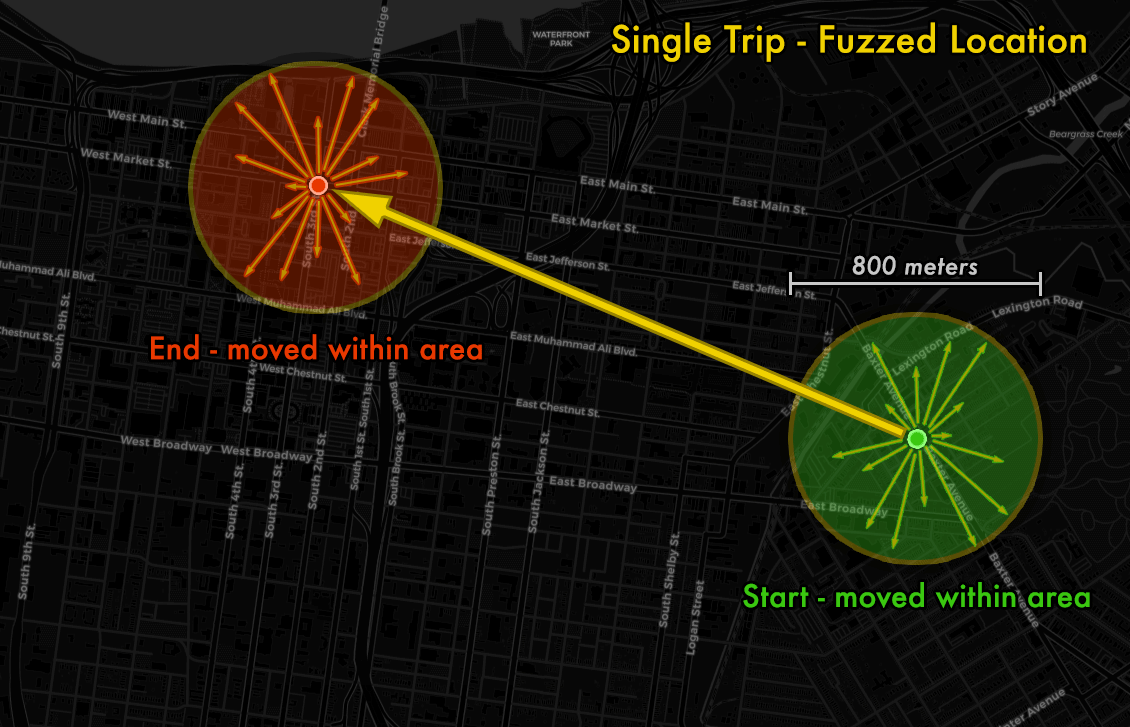 WATERFRONT
PARK
Single Trip - Fuzzed Location
Clark Memorial Bridge
Story Avenue
West Main St.
Beargrass Creek
West Market St.
East Main St.
East Main St.
East Market St.
South 3rd
South 2nd
East Jefferson
East Jefferson St.
800 meters
Muhammad Ali Blvd.
East Jefferson St.
Lexington Road
West Muhammad Ali Blvd.
South 9th St.
Chestnut St.
End - moved within area
East Muhammad Ali Blvd.
East Chestnut St.
Baxter Avenue
Lexington Road
South 4th St.
West Chestnut St.
South 1st St.
South 1st St.
South Brook St.
East Chestnut St.
West Broadway
West Broadway
South 4th St.
South 3rd St.
South 2nd St.
South Brook St.
South Preston St.
South Jackson St.
East Broadway
East Broadway
Baxter Avenue
South 9th St.
South Shelby St.
Logan Street
Start - moved within area
Baxter Avenue